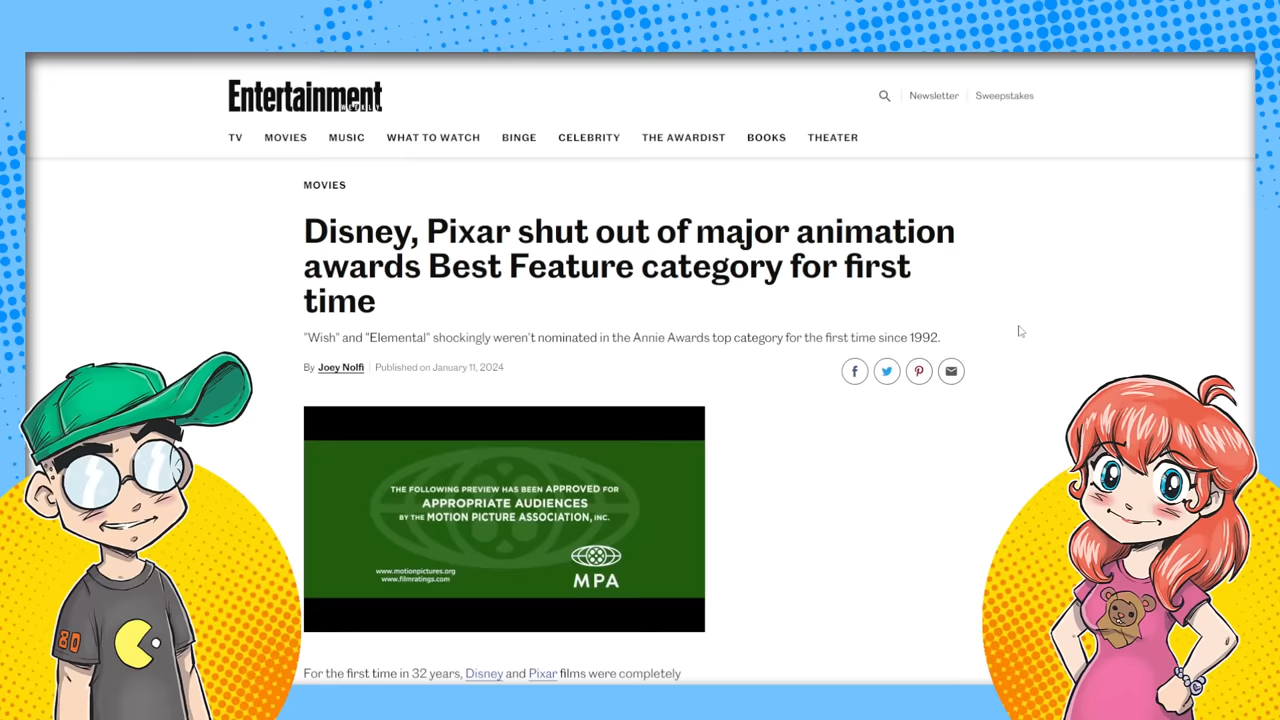 Entertainment
WEEKLY
Newsletter
Sweepstakes
TV
MOVIES
MUSIC
WHAT TO WATCH
BINGE
CELEBRITY
THE AWARDIST
BOOKS
THEATER
MOVIES
Disney, Pixar shut out of major animation
awards Best Feature category for first
time
"Wish" and "Elemental" shockingly weren't nominated in the Annie Awards top category for the first time since 1992.
By Joey Nolfi Published on January 11, 2024
THE FOLLOWING PREVIEW HAS BEEN APPROVED FOR
APPROPRIATE AUDIENCES
BY THE MOTION PICTURE ASSOCIATION, INC.
www.motionpictures.org
www.filmratings.com
MPA
For the first time in 32 years, Disney and Pixar films were completely
80